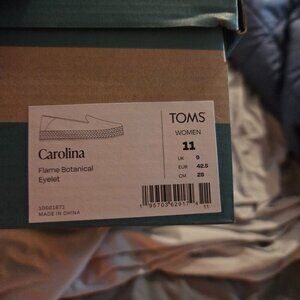 TOMS
WOMEN
11
UK 9
EUR 42.5
CM 28
Carolina
Flame Botanical
Eyelet
MADE IN CHINA